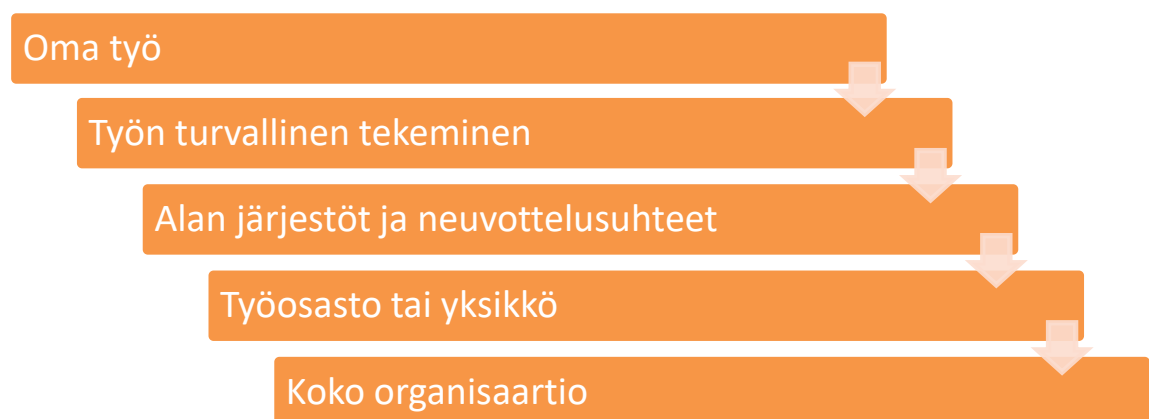 Oma työ
Työn turvallinen tekeminen
Alan järjestöt ja neuvottelusuhteet
Työosasto tai yksikkö
Koko organisaartio